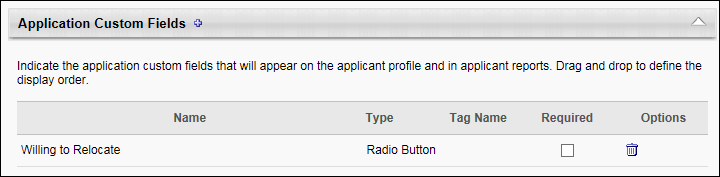 Application Custom Fields
Indicate the application custom fields that will appear on the applicant profile and in applicant reports. Drag and drop to define the
display order.
Name Type Tag Name Required Options
Willing to Relocate Radio Button